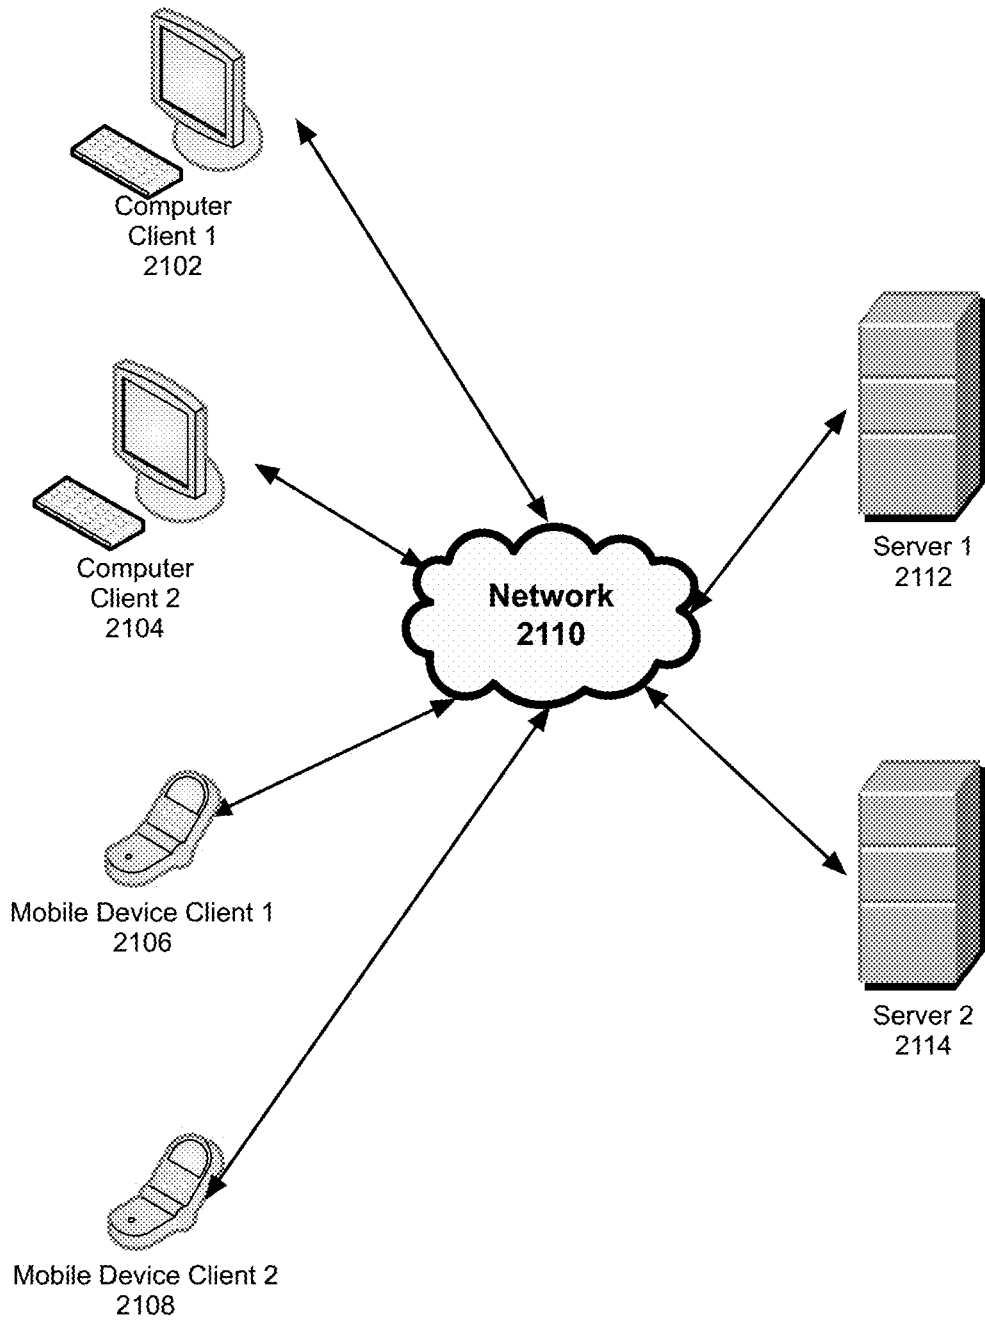 Computer
Client 1
2102
Computer
Client 2
2104
Network
2110
Server 1
2112
Mobile Device Client 1
2106
Server 2
2114
Mobile Device Client 2
2108